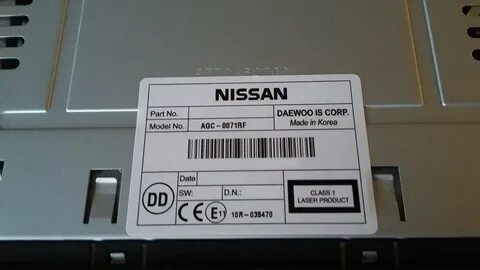 NISSAN
Part No.
DAEWOO IS CORP.
Model No. AGC-0071RF
Made in Korea
Date
DD
SW: D.N.:
CLASS 1
LASER PRODUCT
CE E11 10R-035470